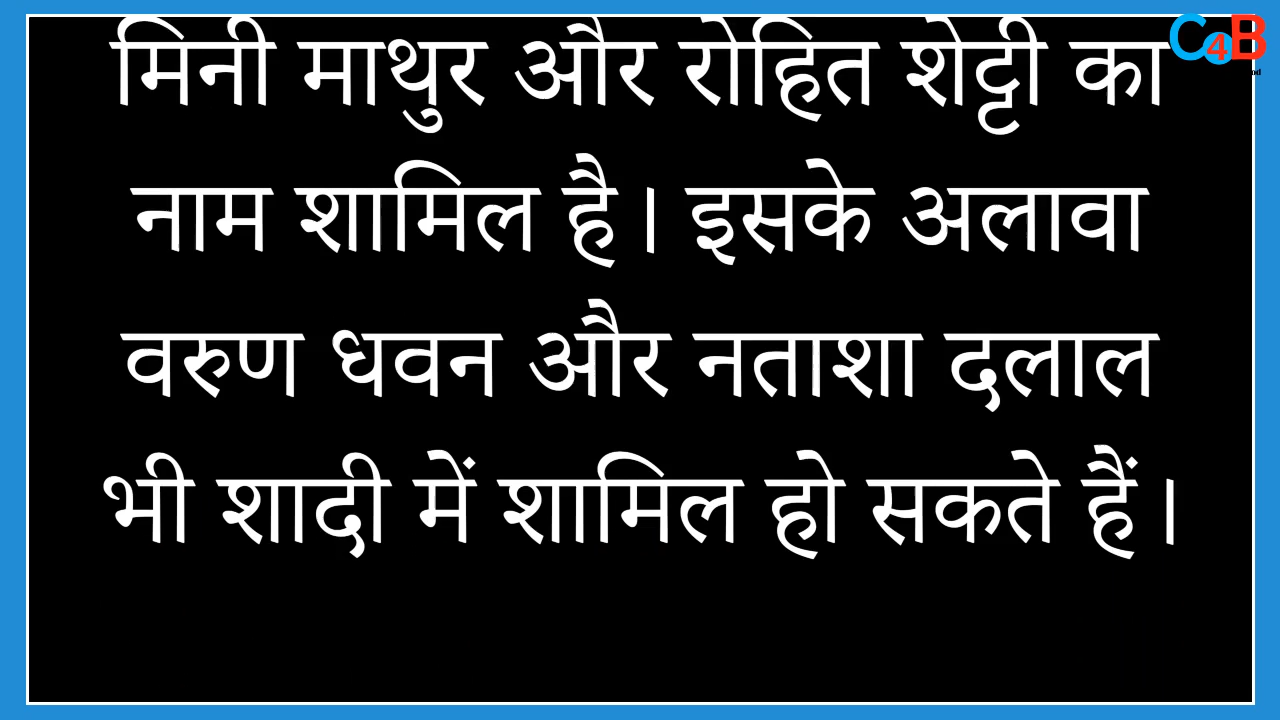 मिनी माथुर और रोहित शेट्टी का
नाम शामिल है। इसके अलावा
वरुण धवन और नताशा दलाल
भी शादी में शामिल हो सकते हैं।
C4B